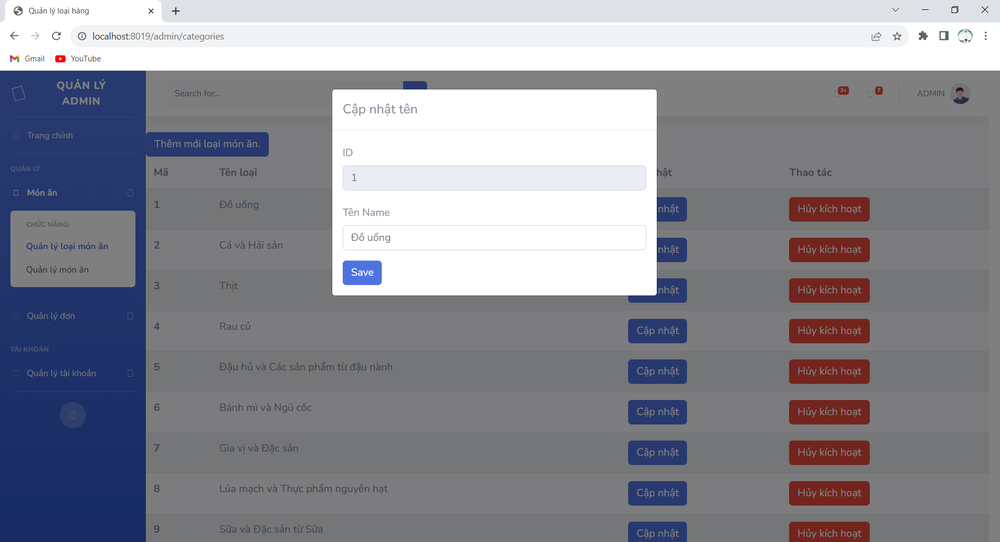 Quản lý loại hàng
localhost:8019/admin/categories
Gmail
YouTube
QUẢN LÝ
ADMIN
Trang chính
QUẢN LÝ
Món ăn
CHỨC NĂNG:
Quản lý loại món ăn
Quản lý món ăn
Quản lý đơn
TÀI KHOẢN
Quản lý tài khoản
Search for...
3+
7
ADMIN
Thêm mới loại món ăn.
Cập nhật tên
ID
1
Tên Name
Đồ uống
Save
Mã Tên loại hật Thao tác
1 Đồ uống nhật Hủy kích hoạt
2 Cá và Hải sản nhật Hủy kích hoạt
3 Thịt nhật Hủy kích hoạt
4 Rau củ Cập nhật Hủy kích hoạt
5 Đậu hủ và Các sản phẩm từ đậu nành Cập nhật Hủy kích hoạt
6 Bánh mì và Ngũ cốc Cập nhật Hủy kích hoạt
7 Gia vị và Đặc sản Cập nhật Hủy kích hoạt
8 Lúa mạch và Thực phẩm nguyên hạt Cập nhật Hủy kích hoạt
9 Sữa và Đặc sản từ Sữa Cập nhật Hủy kích hoạt